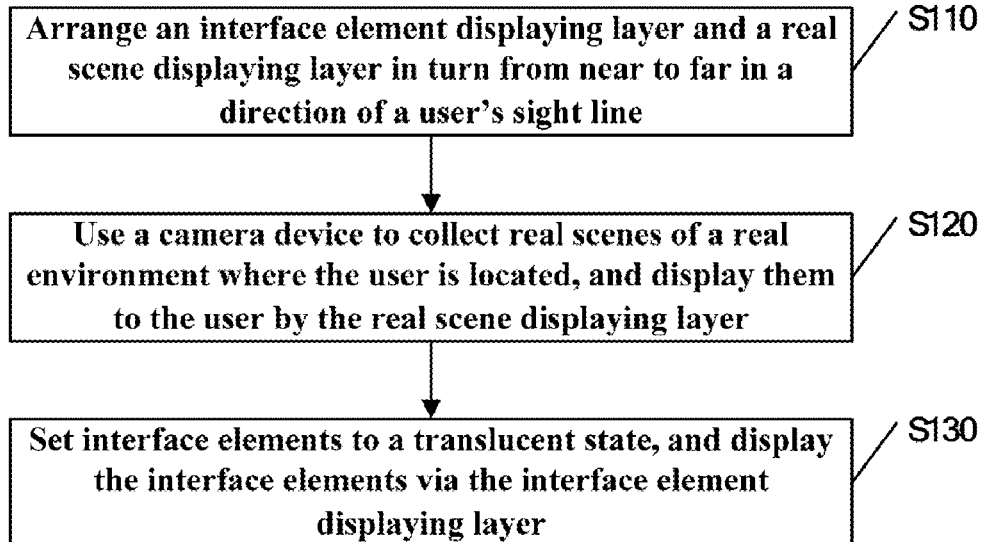 Arrange an interface element displaying layer and a real
scene displaying layer in turn from near to far in a
direction of a user's sight line
S110
Use a camera device to collect real scenes of a real
environment where the user is located, and display them
to the user by the real scene displaying layer
S120
Set interface elements to a translucent state, and display
the interface elements via the interface element
displaying layer
S130